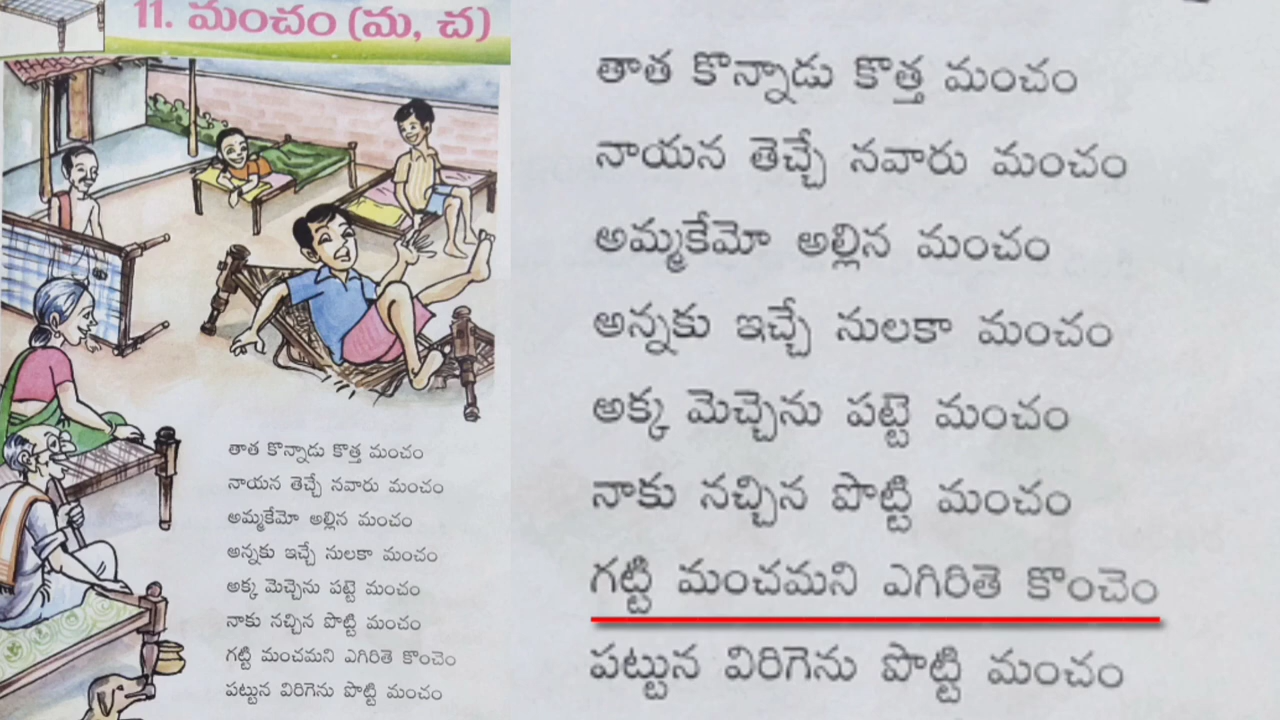 11. మంచం (మ, చ)
తాత కొన్నాడు కొత్త మంచం
నాయన తెచ్చే నవారు మంచం
అమ్మకేమో అల్లిన మంచం
అన్నకు ఇచ్చే నులకా మంచం
అక్క మెచ్చెను పట్టె మంచం
నాకు నచ్చిన పొట్టి మంచం
గట్టి మంచమని ఎగిరితె కొంచెం
పట్టున విరిగెను పొట్టి మంచం
తాత కొన్నాడు కొత్త మంచం
నాయన తెచ్చే నవారు మంచం
అమ్మకేమో అల్లిన మంచం
అన్నకు ఇచ్చే నులకా మంచం
అక్క మెచ్చెను పట్టె మంచం
నాకు నచ్చిన పొట్టి మంచం
గట్టి మంచమని ఎగిరితె కొంచెం
పట్టున విరిగెను పొట్టి మంచం